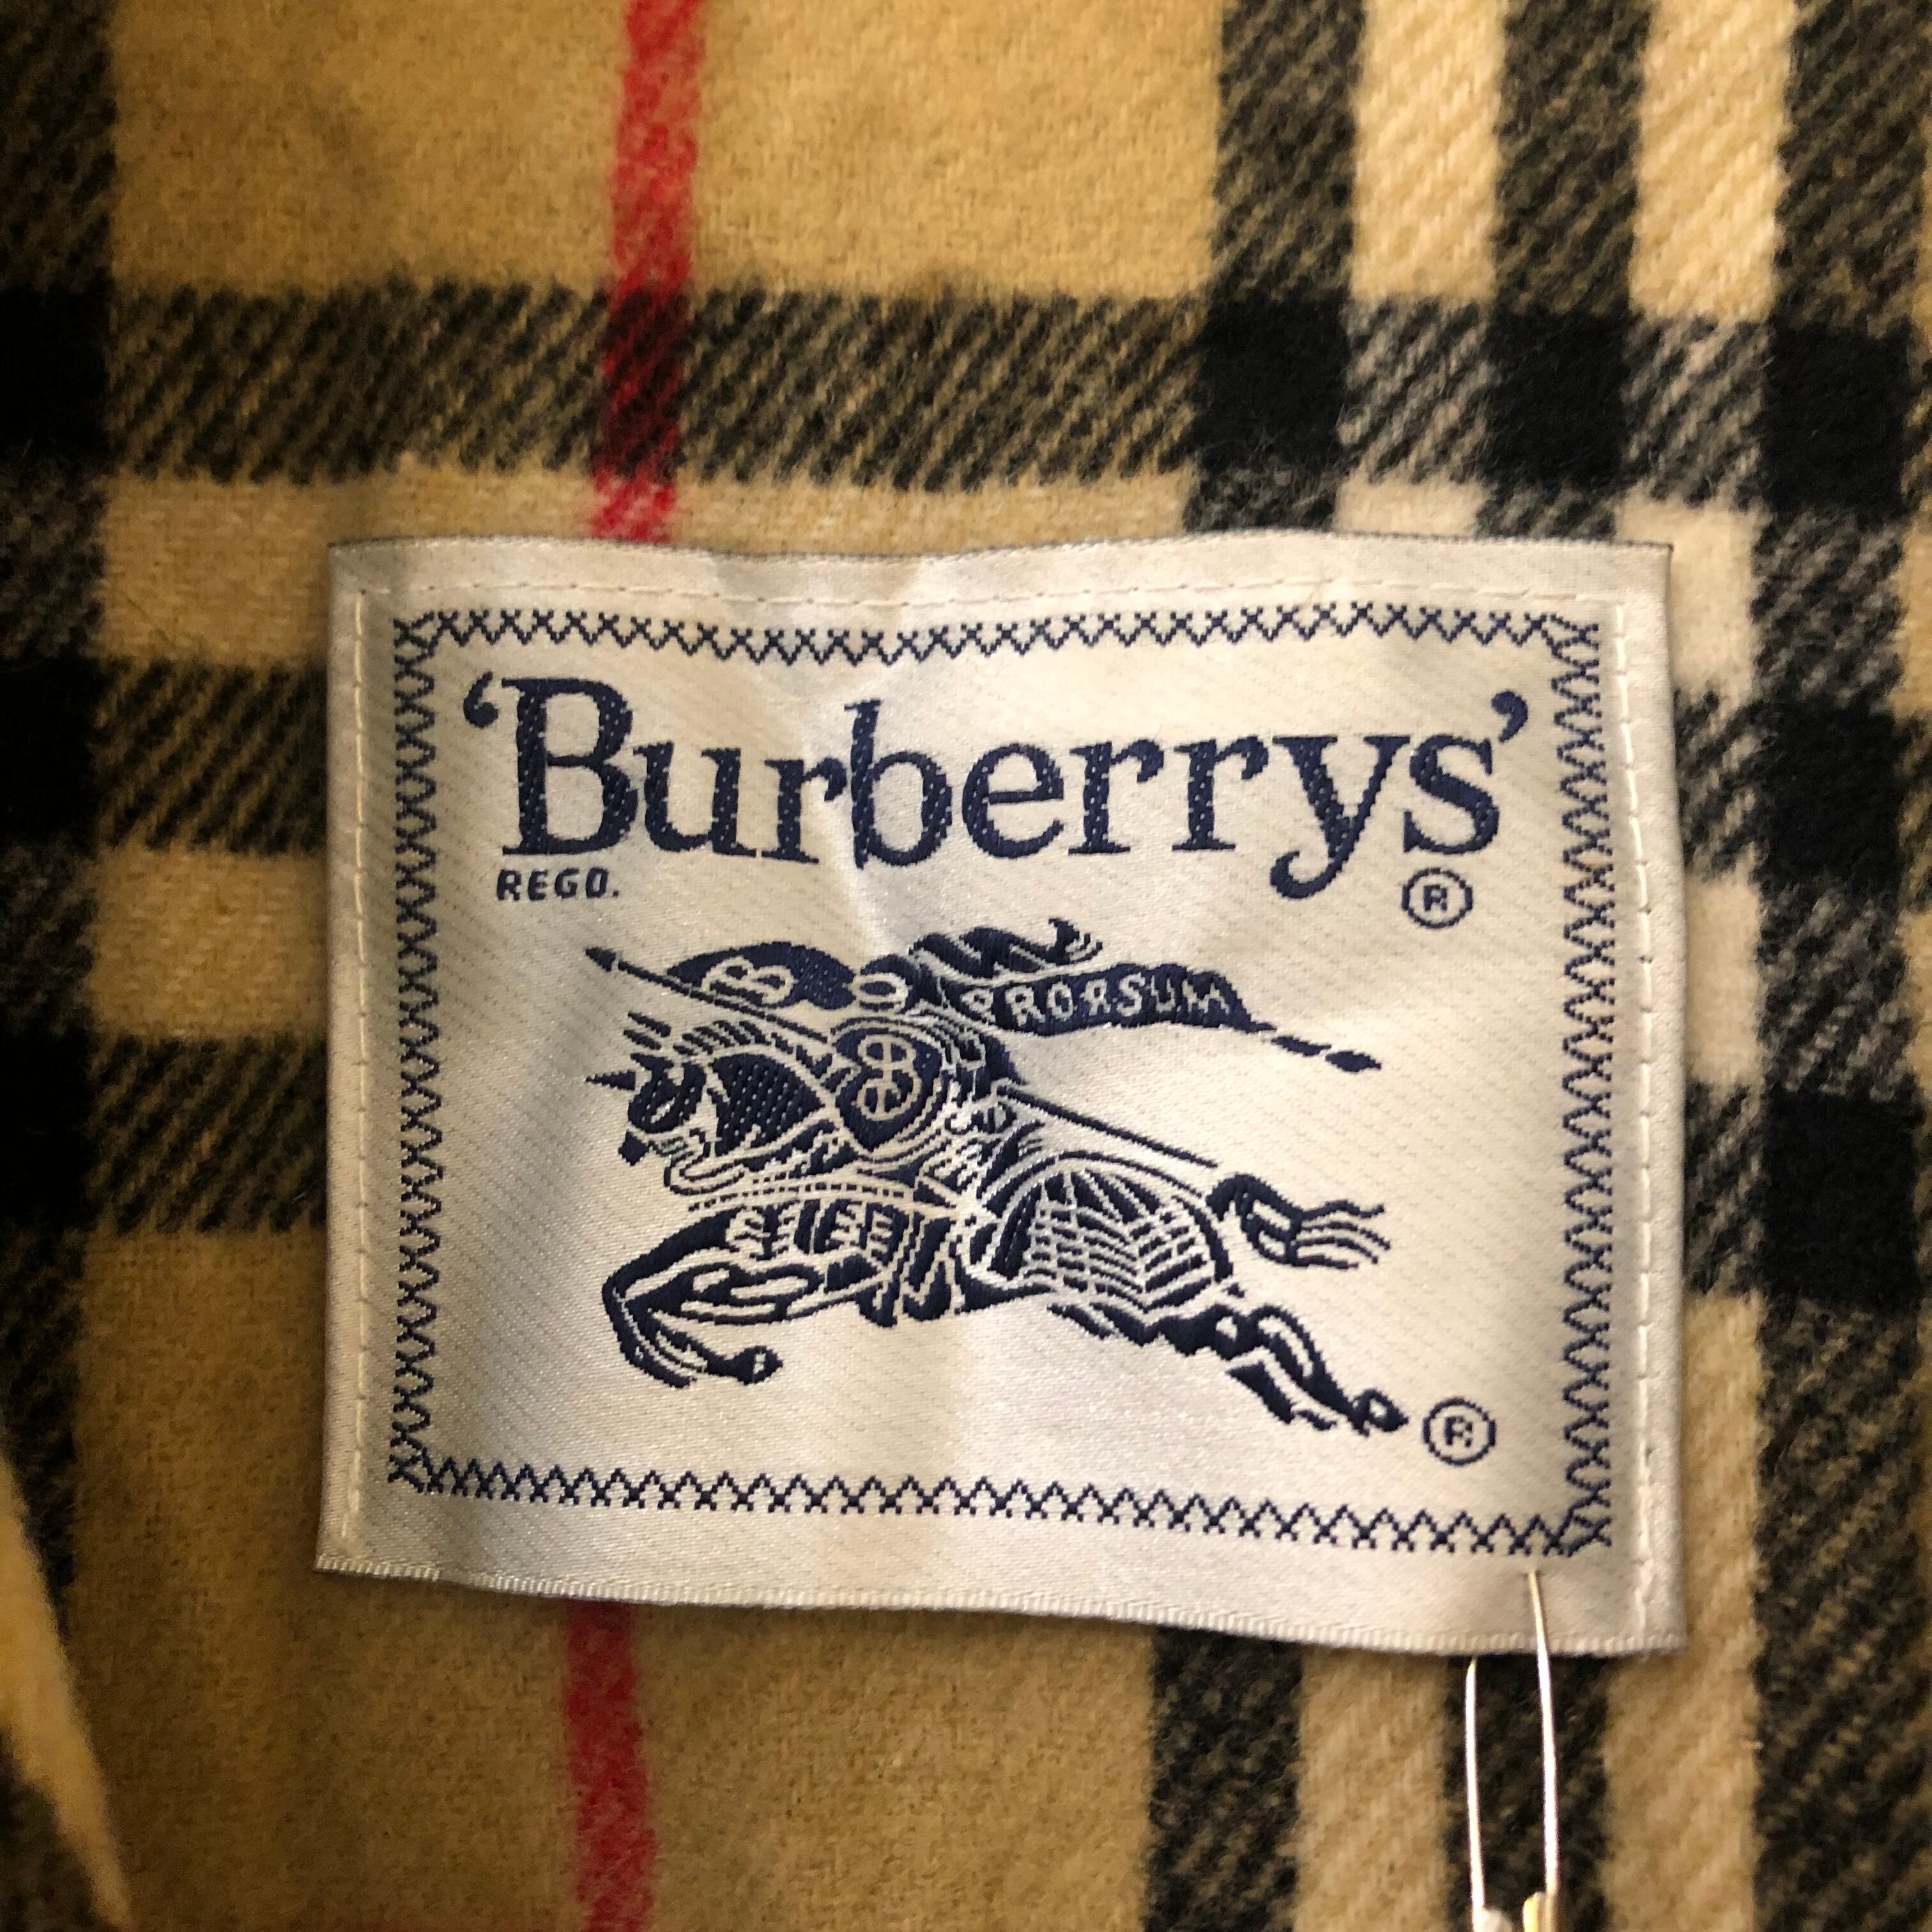 ‘Burberrys’
REGD. ®
B PRORSUM
B
®